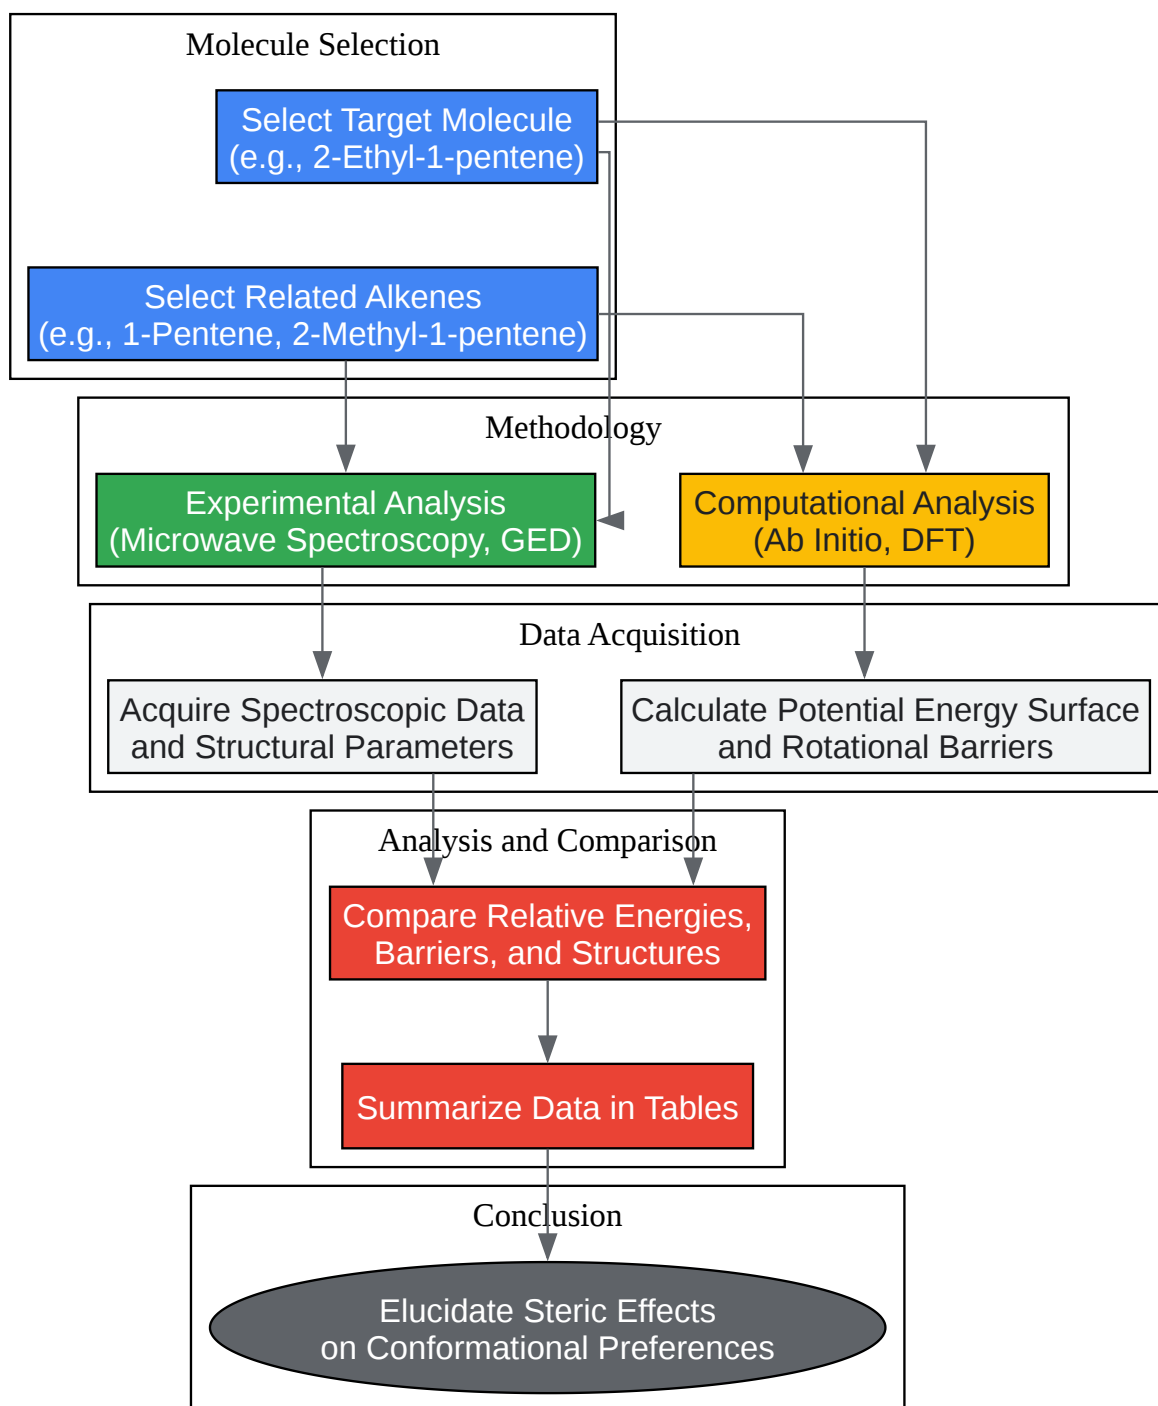 Molecule Selection
Select Target Molecule
(e.g., 2-Ethyl-1-pentene)
Select Related Alkenes
(e.g., 1-Pentene, 2-Methyl-1-pentene)
Methodology
Experimental Analysis
(Microwave Spectroscopy, GED)
Computational Analysis
(Ab Initio, DFT)
Data Acquisition
Acquire Spectroscopic Data
and Structural Parameters
Calculate Potential Energy Surface
and Rotational Barriers
Analysis and Comparison
Compare Relative Energies,
Barriers, and Structures
Summarize Data in Tables
Conclusion
Elucidate Steric Effects
on Conformational Preferences